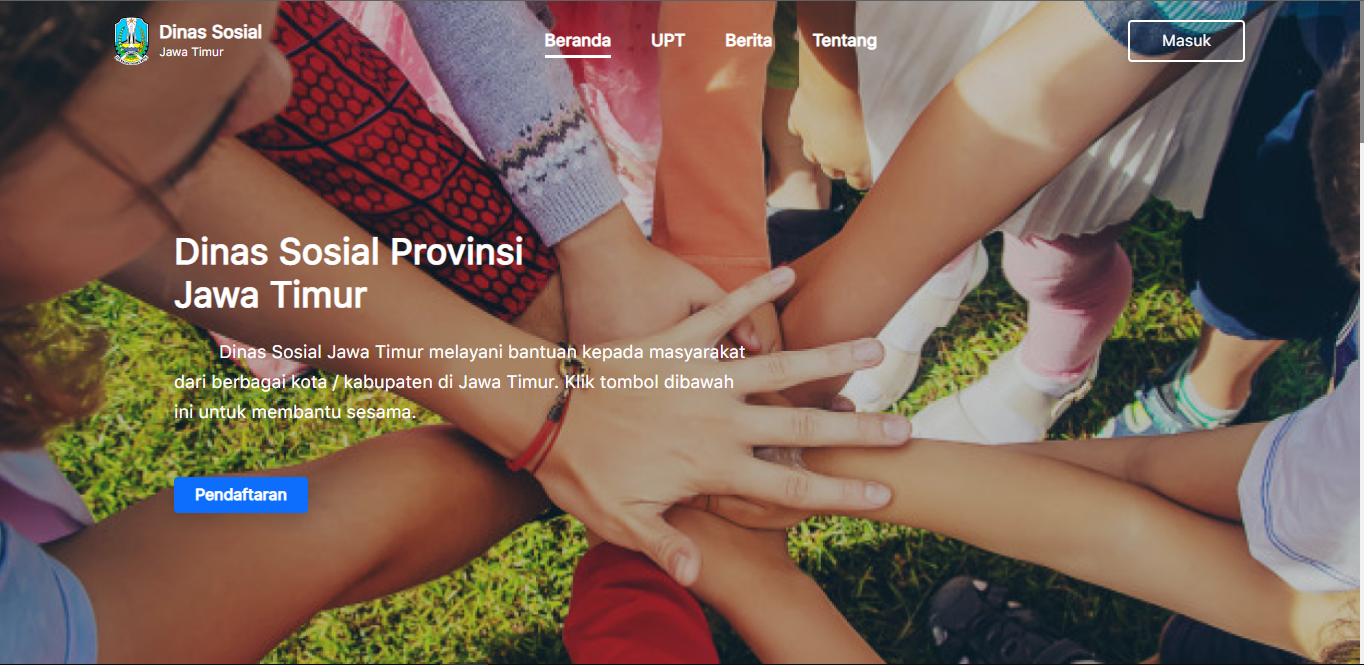 Dinas Sosial
Jawa Timur
Beranda
UPT
Berita
Tentang
Masuk
Dinas Sosial Provinsi
Jawa Timur
Dinas Sosial Jawa Timur melayani bantuan kepada masyarakat
dari berbagai kota / kabupaten di Jawa Timur. Klik tombol dibawah
ini untuk membantu sesama.
Pendaftaran